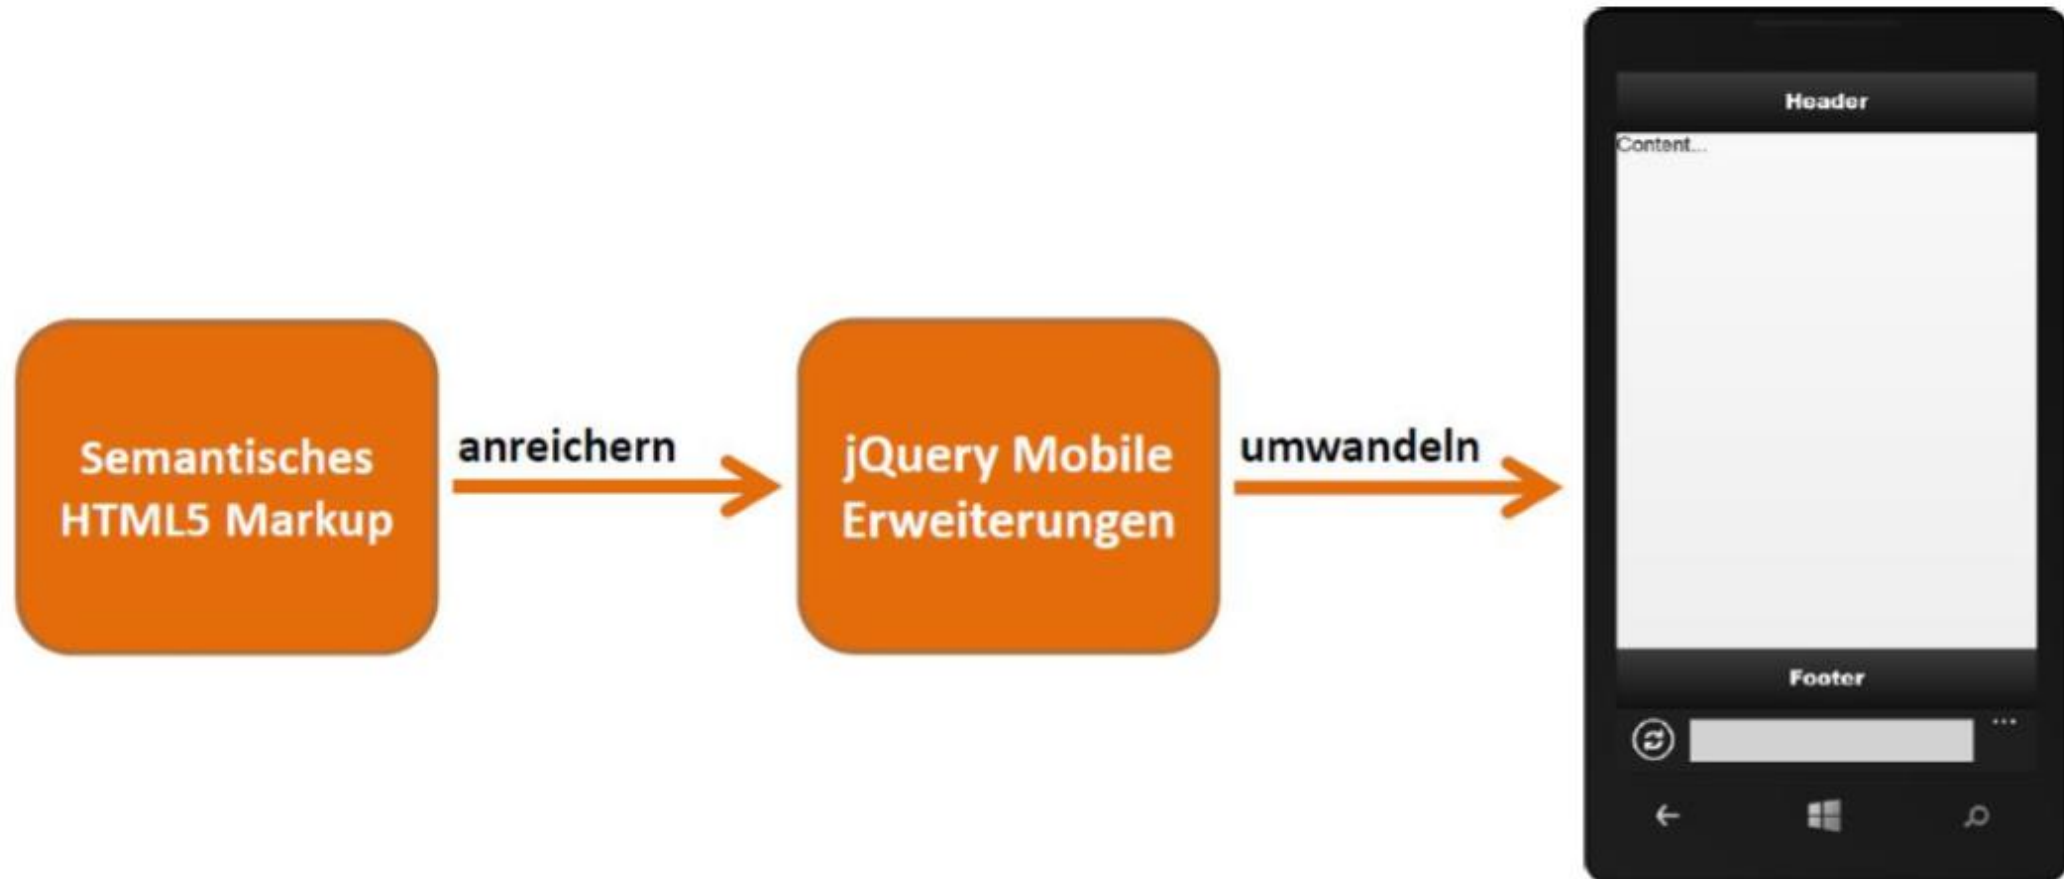 Semantisches
HTML5 Markup
anreichern
jQuery Mobile
Erweiterungen
umwandeln
Header
Content...
Footer
...